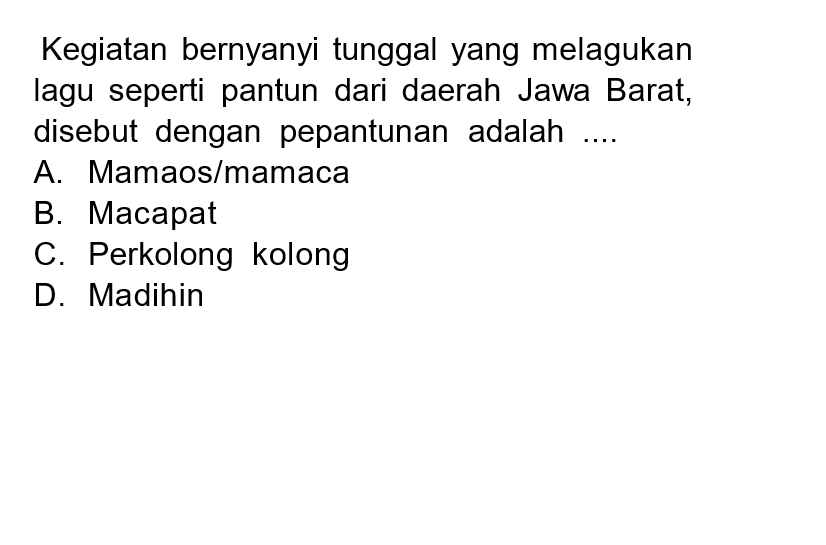 Kegiatan bernyanyi tunggal yang melagukan
lagu seperti pantun dari daerah Jawa Barat,
disebut dengan pepantunan adalah ....
A. Mamaos/mamaca
B. Macapat
C. Perkolong kolong
D. Madihin